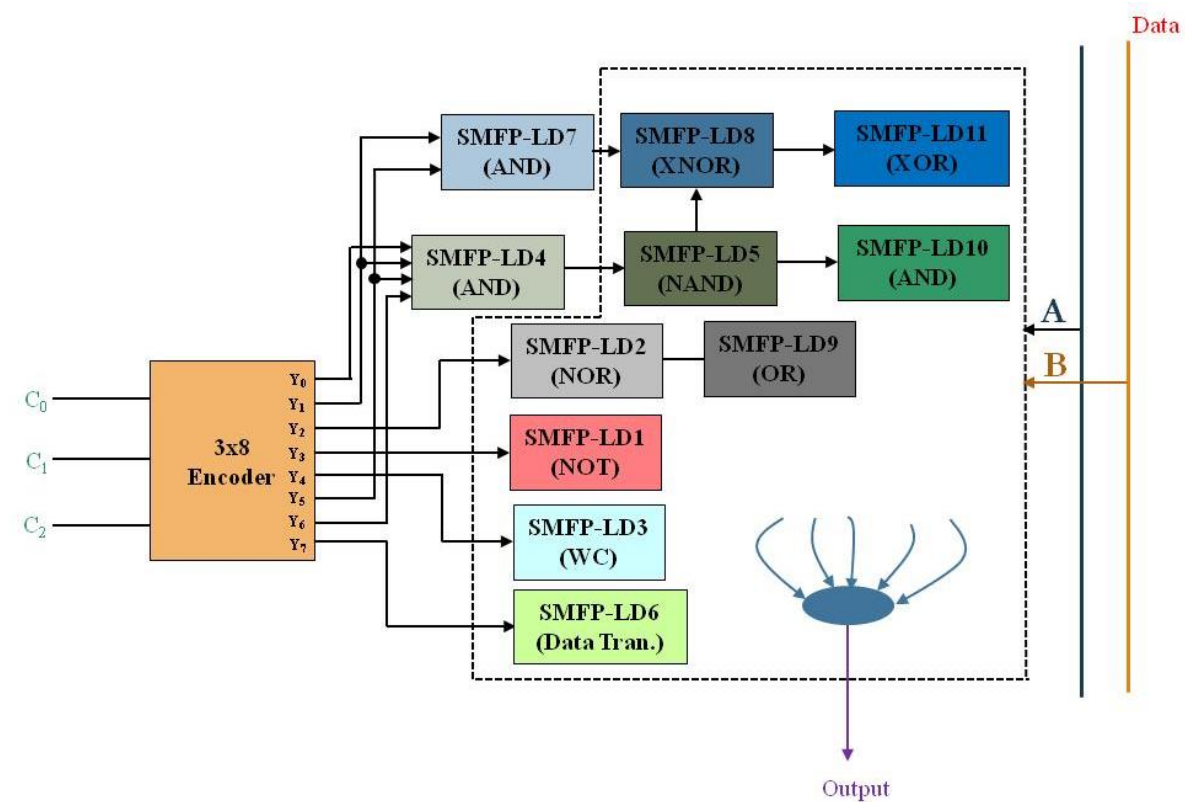 Data
SMFP-LD7
(AND)
SMFP-LD8
(XNOR)
SMFP-LD11
(XOR)
SMFP-LD4
(AND)
SMFP-LD5
(NAND)
SMFP-LD10
(AND)
A
B
SMFP-LD2
(NOR)
SMFP-LD9
(OR)
C₀
C₁
C₂
3x8
Encoder
Y₀
Y₁
Y₂
Y₃
Y₄
Y₅
Y₆
Y₇
SMFP-LD1
(NOT)
SMFP-LD3
(WC)
SMFP-LD6
(Data Tran.)
Output